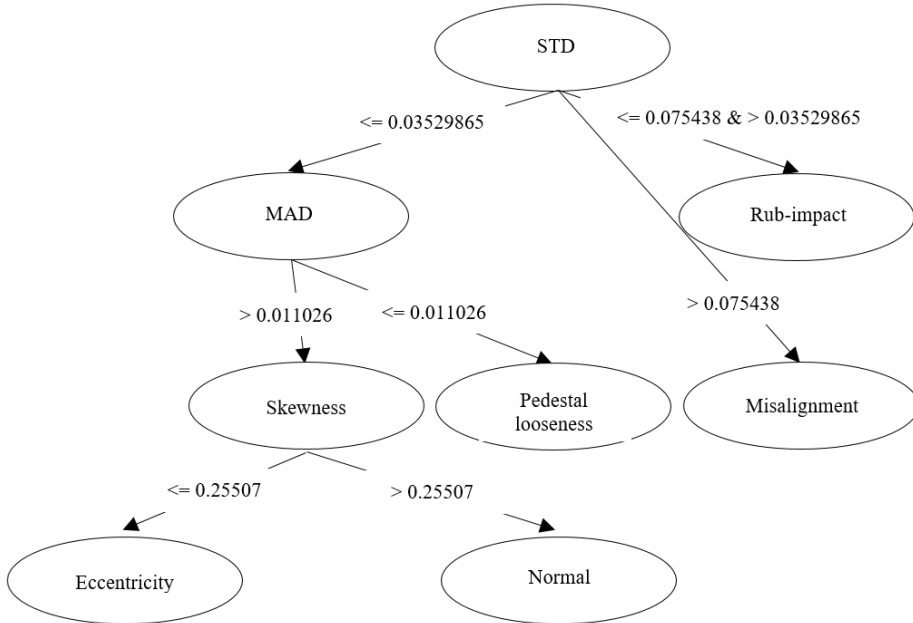 STD
<= 0.03529865
<= 0.075438 & > 0.03529865
MAD
Rub-impact
> 0.011026
<= 0.011026
> 0.075438
Skewness
Pedestal
looseness
Misalignment
<= 0.25507
> 0.25507
Eccentricity
Normal